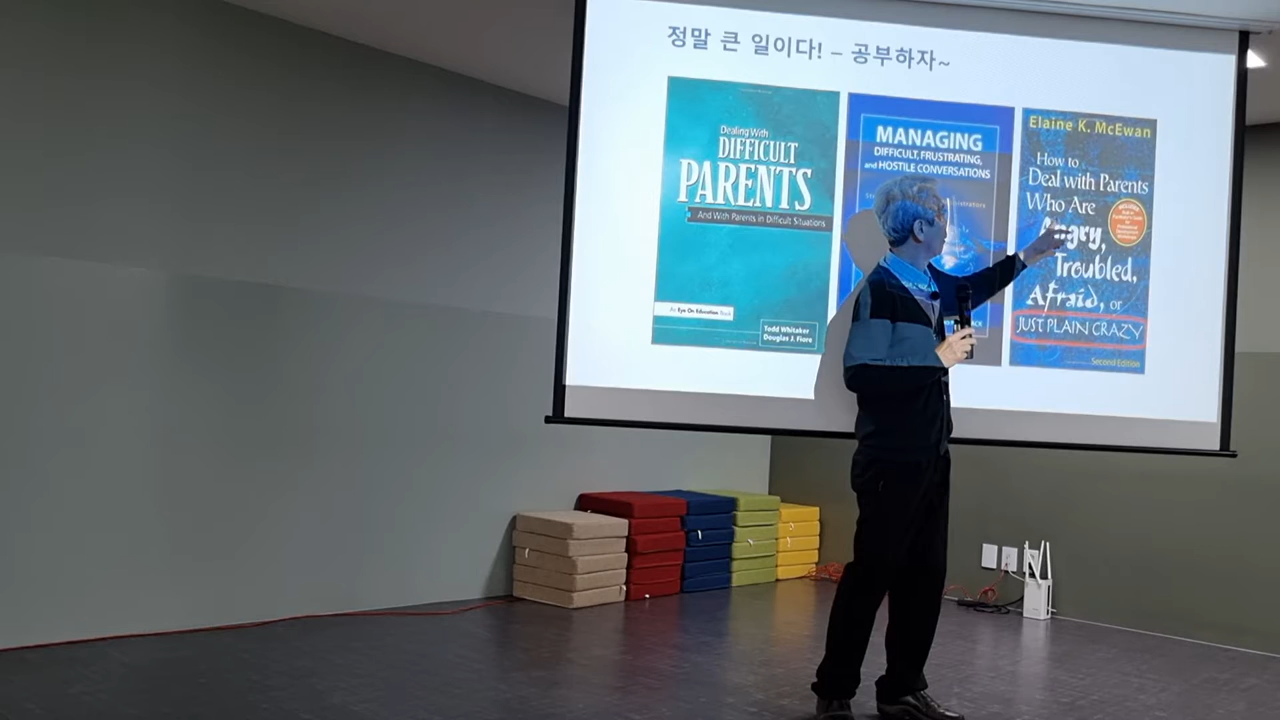 정말 큰 일이다! – 공부하자~
Dealing With
DIFFICULT
PARENTS
And With Parents in Difficult Situations
An Eye On Education Book
Todd Whitaker
Douglas J. Fiore
MANAGING
DIFFICULT, FRUSTRATING,
and HOSTILE CONVERSATIONS
Elaine K. McEwan
How to
Deal with Parents
Who Are
Angry,
Troubled,
Afraid, or
JUST PLAIN CRAZY
Second Edition